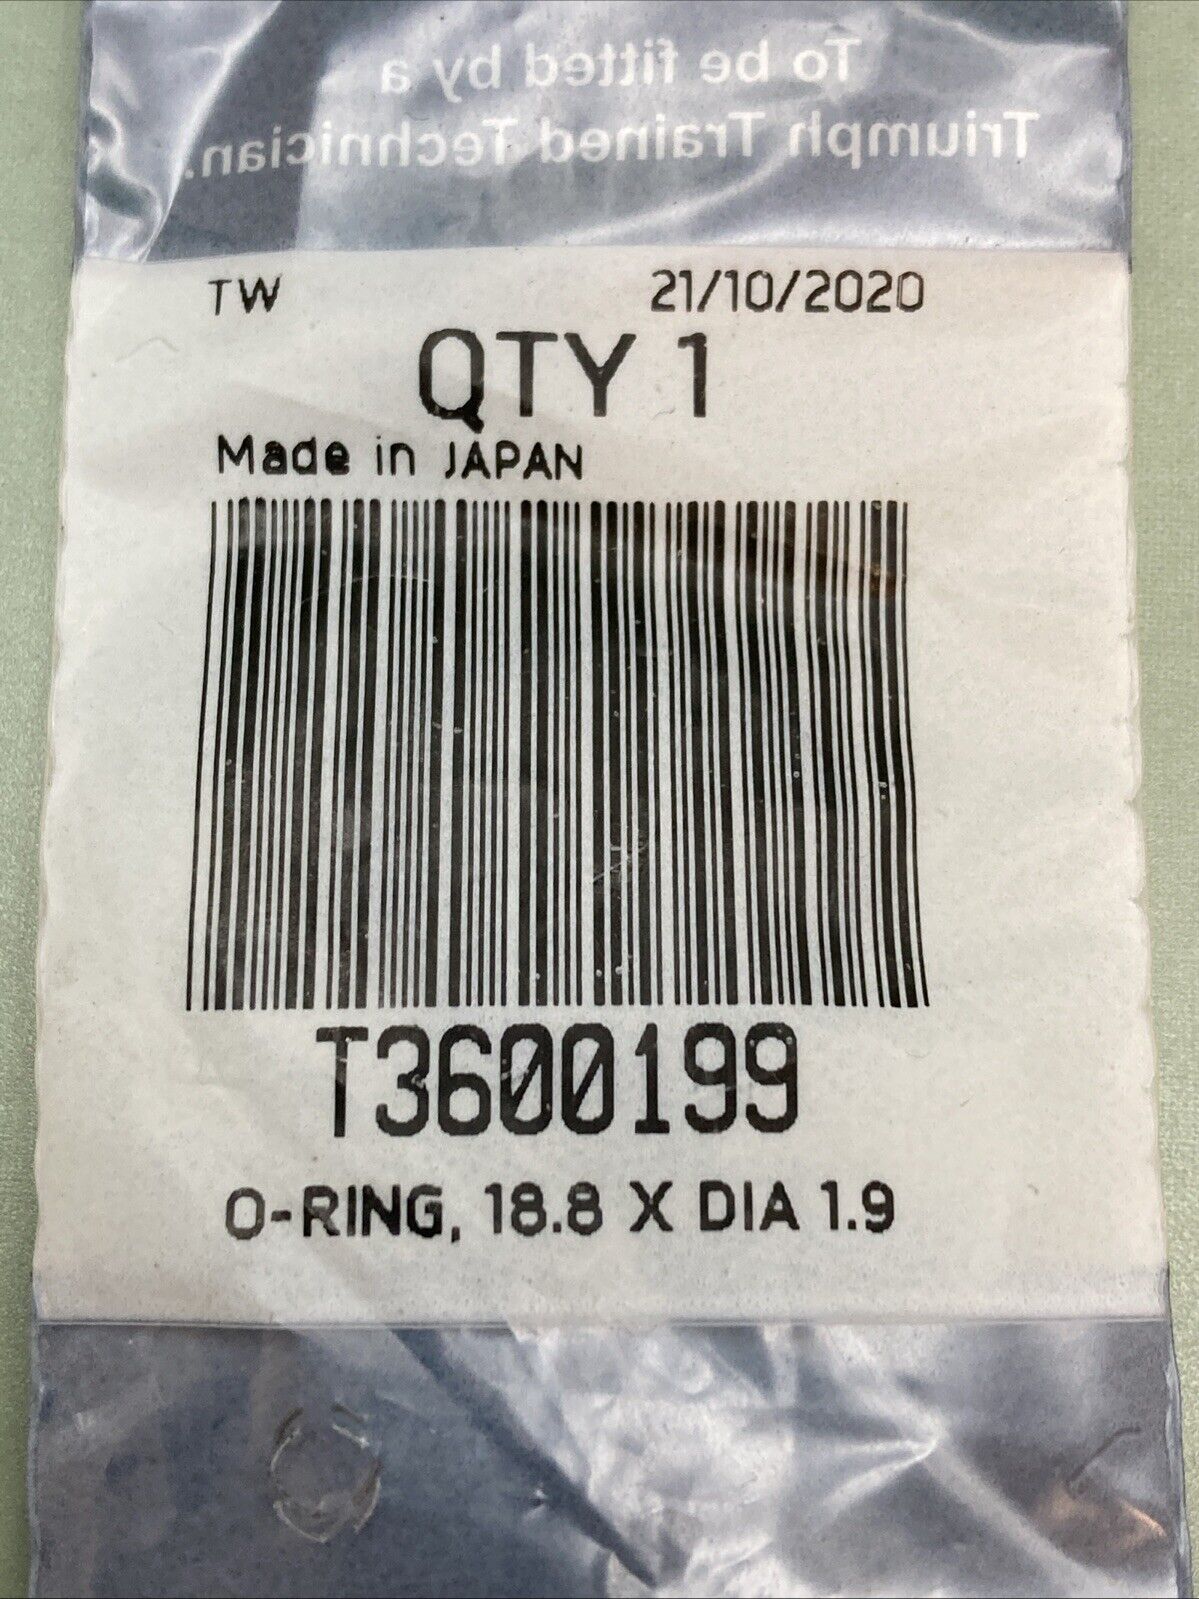 To be fitted by a
Triumph Trained Technician.
TW 21/10/2020
QTY 1
Made in JAPAN
T3600199
O-RING, 18.8 X DIA 1.9